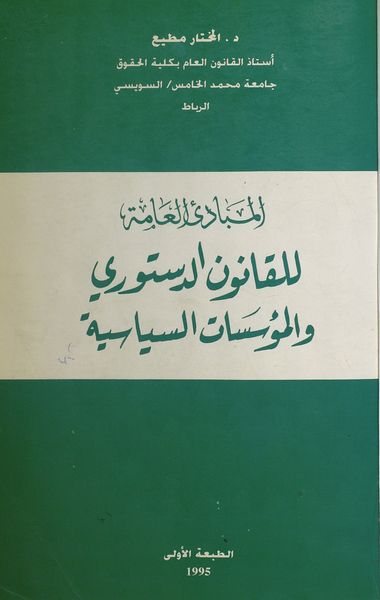 د. المختار مطيع
أستاذ القانون العام بكلية الحقوق
جامعة محمد الخامس/ السويسي
الرباط
المبادئ العامة
للقانون الدستوري
والمؤسسات السياسية
الطبعة الأولى
1995